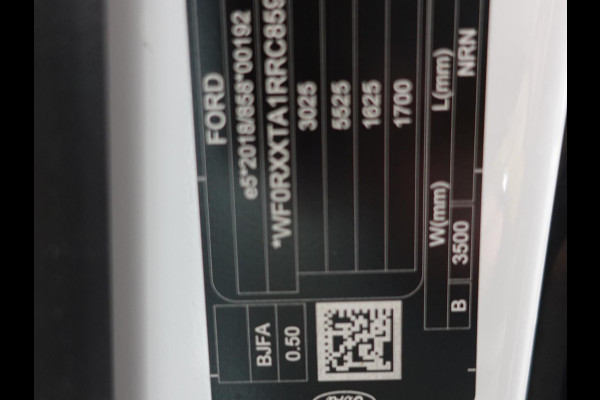 FORD
e5*2018/858*00192
*WF0RXXTA1RRC859
3025
5525
1625
1700
W(mm) L(mm)
B 3500 NRN
BJFA
0.50